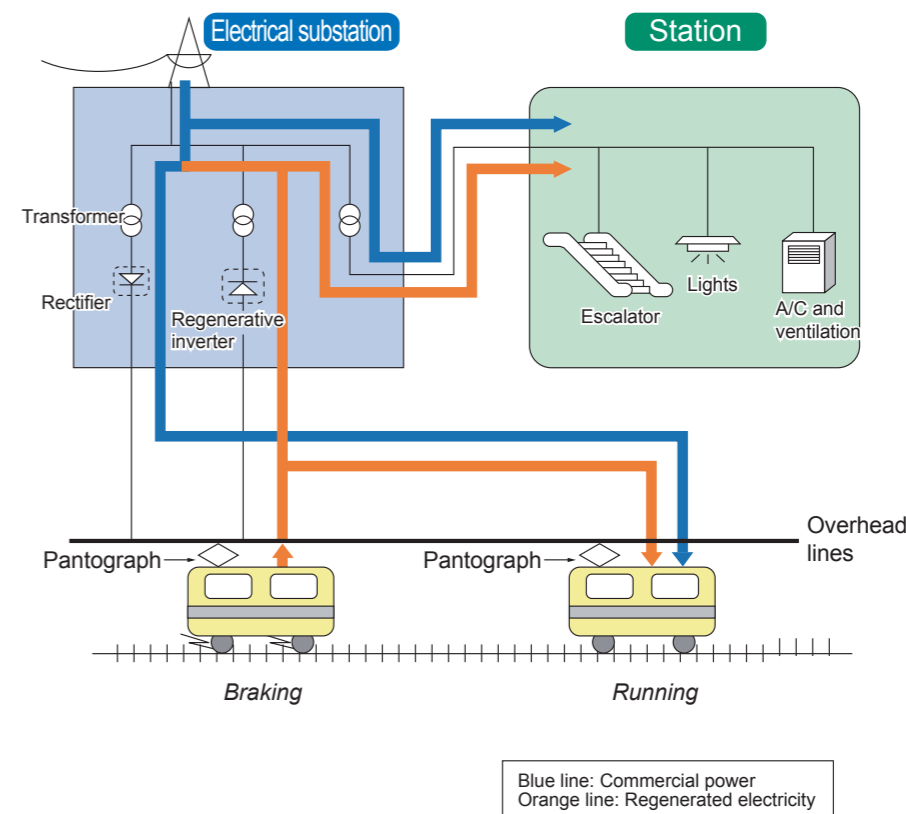 Electrical substation
Station
Transformer
Rectifier
Regenerative
inverter
Escalator
Lights
A/C and
ventilation
Overhead
lines
Pantograph
Pantograph
Braking
Running
Blue line: Commercial power
Orange line: Regenerated electricity